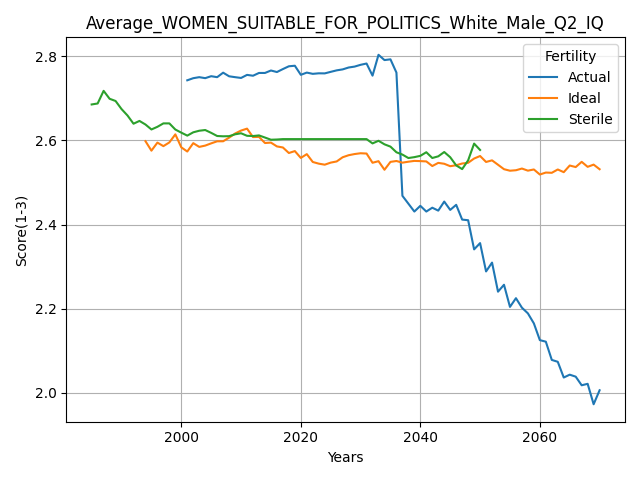 Average_WOMEN_SUITABLE_FOR_POLITICS_White_Male_Q2_IQ
Fertility
Actual
Ideal
Sterile
Score(1-3)
2.8
2.6
2.4
2.2
2.0
2000
2020
2040
2060
Years